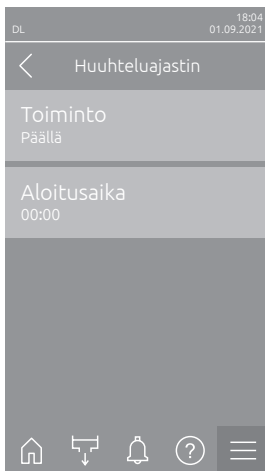 18:04
DL 01.09.2021
Huuhteluajastin
Toiminto
Päällä
Aloitusaika
00:00
?